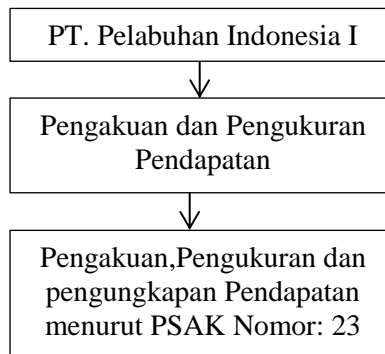 PT. Pelabuhan Indonesia I
Pengakuan dan Pengukuran
Pendapatan
Pengakuan,Pengukuran dan
pengungkapan Pendapatan
menurut PSAK Nomor: 23